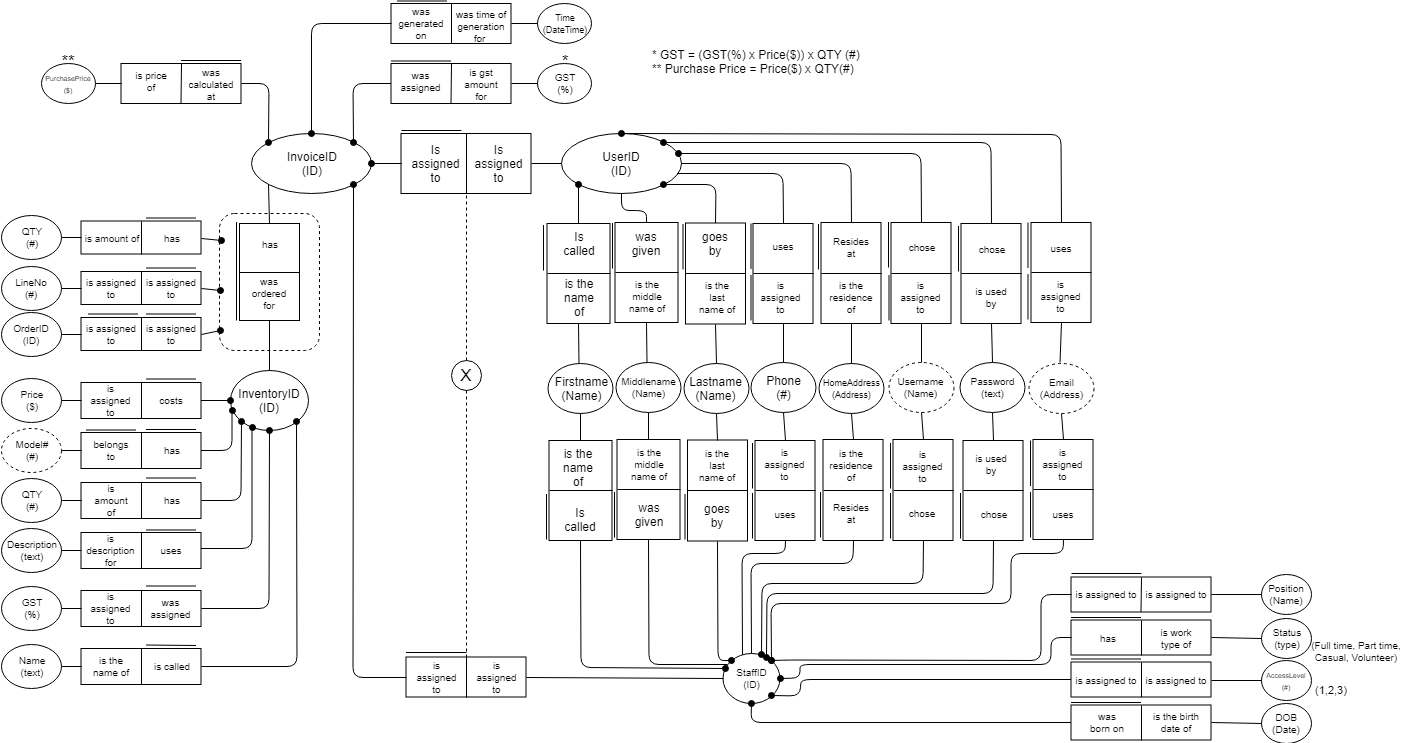 was generated on
was time of generation for
Time (DateTime)
**
PurchasePrice ($)
is price of
was calculated at
was assigned
is gst amount for
*
GST (%)
* GST = (GST(%) x Price($)) x QTY (#)
** Purchase Price = Price($) x QTY(#)
InvoiceID (ID)
Is assigned to
Is assigned to
UserID (ID)
QTY (#)
is amount of
has
LineNo (#)
is assigned to
is assigned to
OrderID (ID)
is assigned to
is assigned to
has
was ordered for
Is called
was given
goes by
uses
Resides at
chose
chose
uses
is the name of
is the middle name of
is the last name of
is assigned to
is the residence of
is assigned to
is used by
is assigned to
X
Firstname (Name)
Middlename (Name)
Lastname (Name)
Phone (#)
HomeAddress (Address)
Username (Name)
Password (text)
Email (Address)
InventoryID (ID)
Price ($)
is assigned to
costs
Model# (#)
belongs to
has
QTY (#)
is amount of
has
Description (text)
is description for
uses
GST (%)
is assigned to
was assigned
Name (text)
is the name of
is called
is the name of
is the middle name of
is the last name of
is assigned to
is the residence of
is assigned to
is used by
is assigned to
Is called
was given
goes by
uses
Resides at
chose
chose
uses
is assigned to
is assigned to
StaffID (ID)
is assigned to
is assigned to
Position (Name)
has
is work type of
Status (type)
(Full time, Part time,
Casual, Volunteer)
is assigned to
is assigned to
AccessLevel (#)
(1,2,3)
was born on
is the birth date of
DOB (Date)